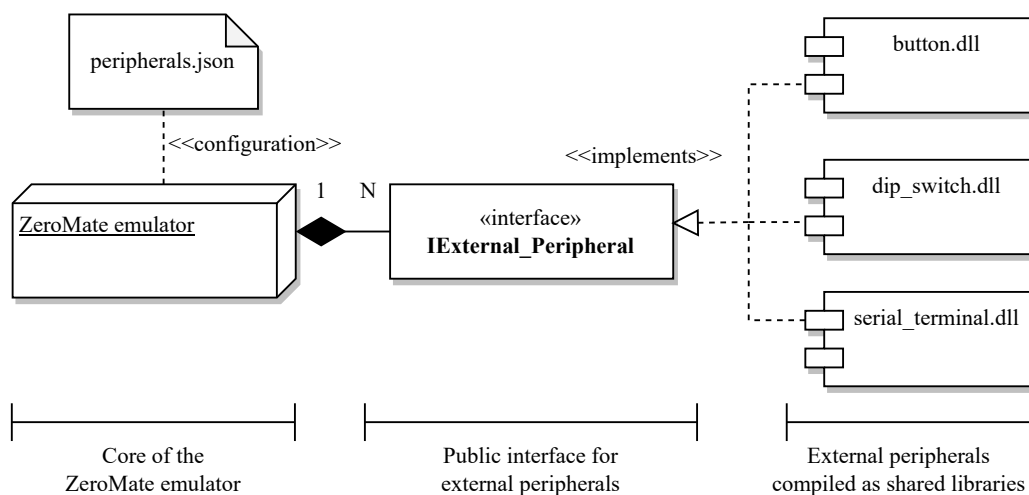 peripherals.json
<<configuration>>
ZeroMate emulator
1
N
«interface»
IExternal_Peripheral
<<implements>>
button.dll
dip_switch.dll
serial_terminal.dll
Core of the
ZeroMate emulator
Public interface for
external peripherals
External peripherals
compiled as shared libraries